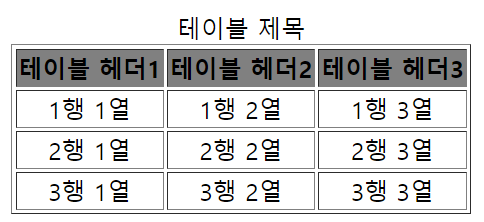 테이블 제목
테이블 헤더1 테이블 헤더2 테이블 헤더3
1행 1열 1행 2열 1행 3열
2행 1열 2행 2열 2행 3열
3행 1열 3행 2열 3행 3열